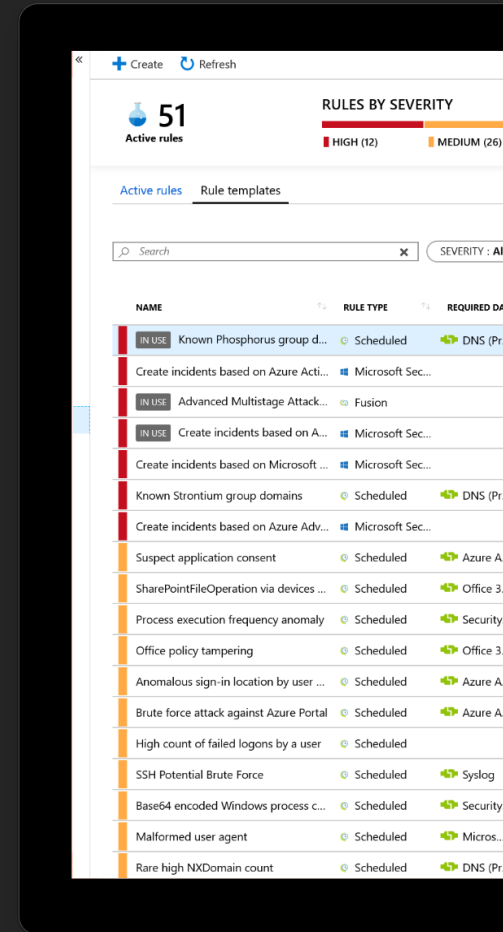 «
Create Refresh
51
Active rules
RULES BY SEVERITY
HIGH (12) MEDIUM (26)
Active rules Rule templates
Search SEVERITY : Al
NAME RULE TYPE REQUIRED DA
IN USE Known Phosphorus group d... Scheduled DNS (Pr.
Create incidents based on Azure Acti... Microsoft Sec...
IN USE Advanced Multistage Attack... Fusion
IN USE Create incidents based on A... Microsoft Sec...
Create incidents based on Microsoft ... Microsoft Sec...
Known Strontium group domains Scheduled DNS (Pr.
Create incidents based on Azure Adv... Microsoft Sec...
Suspect application consent Scheduled Azure A.
SharePointFileOperation via devices ... Scheduled Office 3.
Process execution frequency anomaly Scheduled Security
Office policy tampering Scheduled Office 3.
Anomalous sign-in location by user ... Scheduled Azure A.
Brute force attack against Azure Portal Scheduled Azure A.
High count of failed logons by a user Scheduled
SSH Potential Brute Force Scheduled Syslog
Base64 encoded Windows process c... Scheduled Security
Malformed user agent Scheduled Micros...
Rare high NXDomain count Scheduled DNS (Pr.